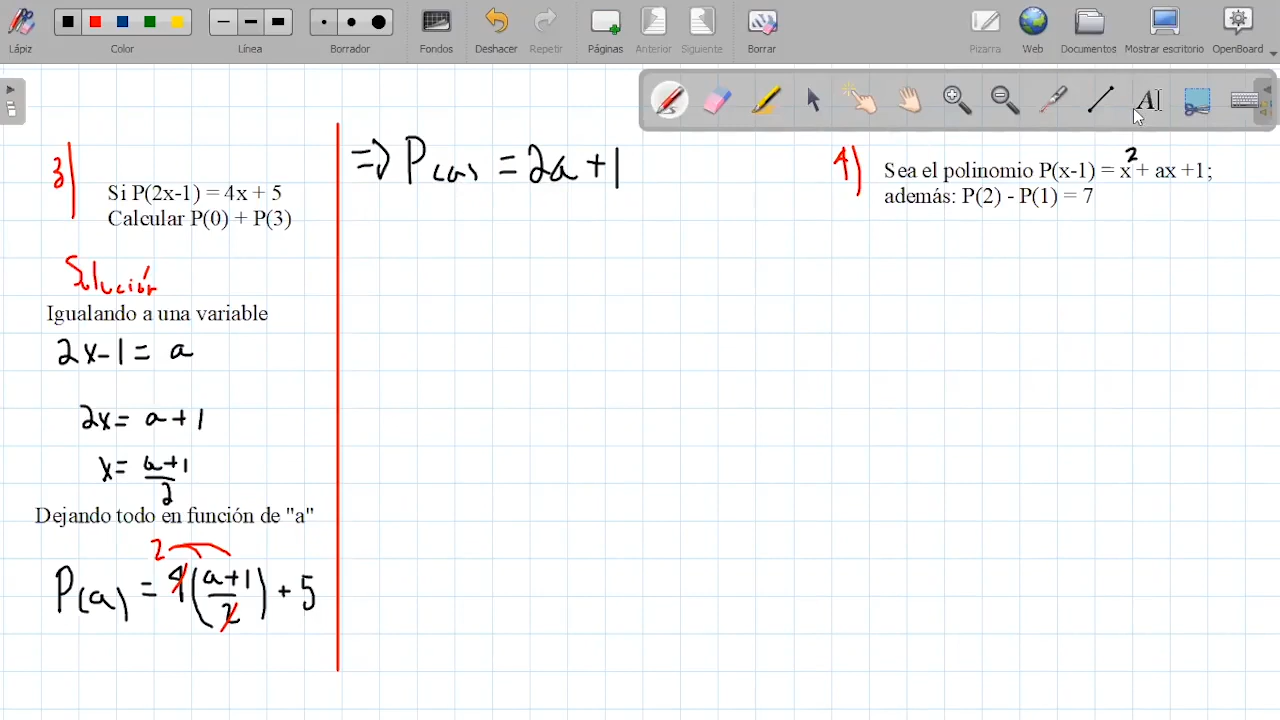 Lápiz
Color
Línea
Borrador
Fondos
Deshacer
Repetir
Páginas
Anterior
Siguiente
Borrar
Pizarra
Web
Documentos
Mostrar escritorio
OpenBoard
3)
Si P(2x-1) = 4x + 5
Calcular P(0) + P(3)
Solución
Igualando a una variable
2x-1 = a
2x = a + 1
x = (a+1)/2
Dejando todo en función de "a"
2
P(a) = 4((a+1)/2) + 5
=> P(a) = 2a + 1
4)
Sea el polinomio P(x-1) = x² + ax +1;
además: P(2) - P(1) = 7